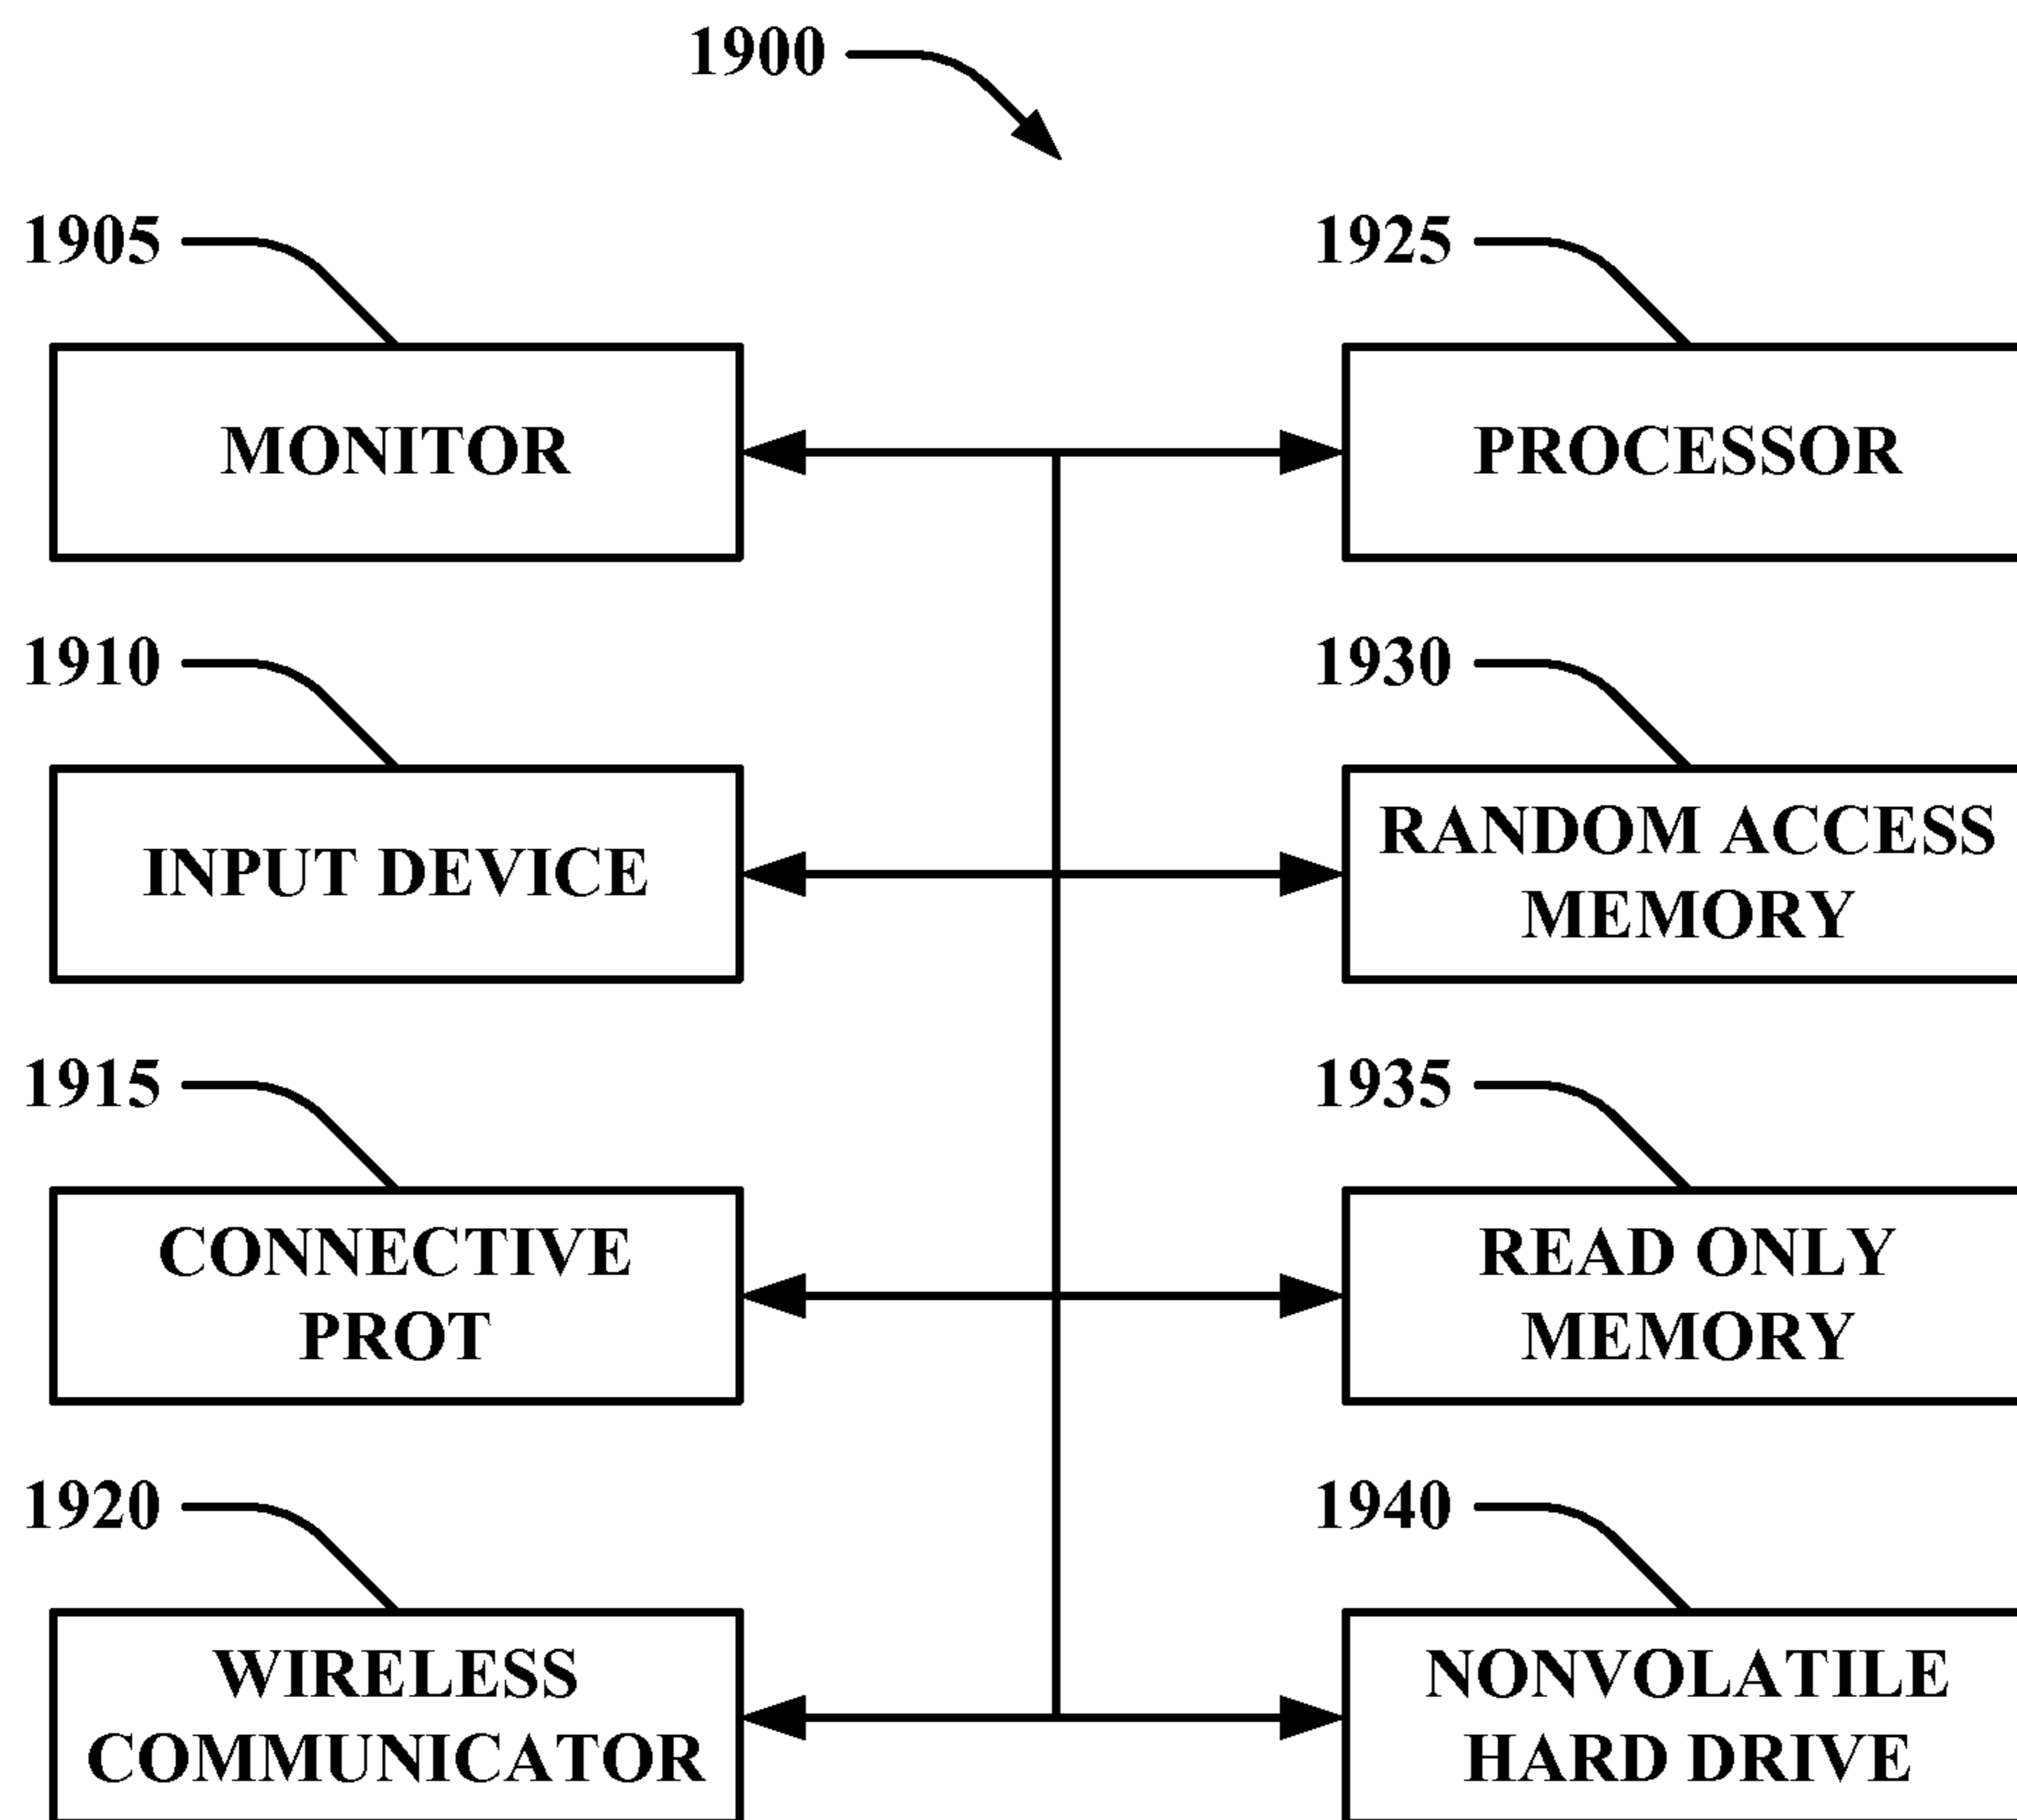 1900
1905
1925
MONITOR
PROCESSOR
1910
1930
INPUT DEVICE
RANDOM ACCESS
MEMORY
1915
1935
CONNECTIVE
PROT
READ ONLY
MEMORY
1920
1940
WIRELESS
COMMUNICATOR
NONVOLATILE
HARD DRIVE